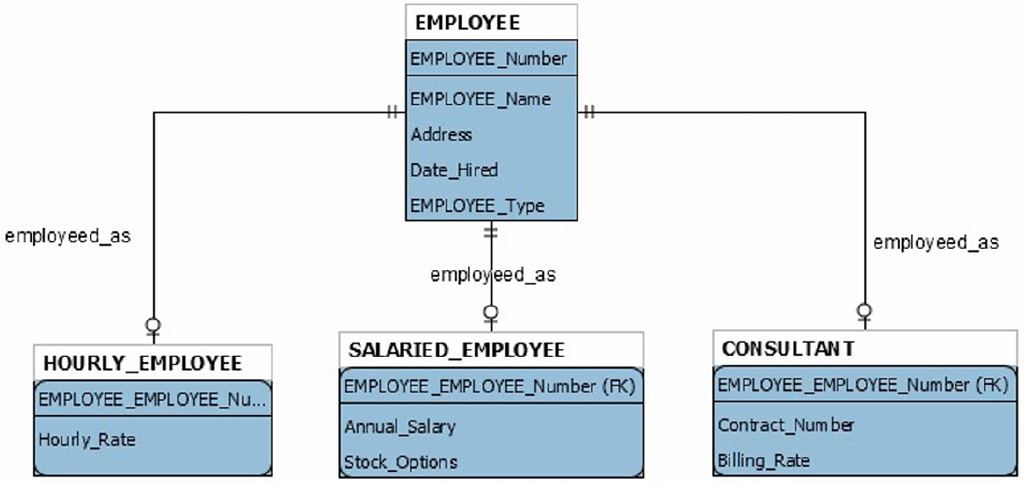 EMPLOYEE
EMPLOYEE_Number
EMPLOYEE_Name
Address
Date_Hired
EMPLOYEE_Type
employeed_as
employeed_as
employeed_as
HOURLY_EMPLOYEE
EMPLOYEE_EMPLOYEE_Nu...
Hourly_Rate
SALARIED_EMPLOYEE
EMPLOYEE_EMPLOYEE_Number (FK)
Annual_Salary
Stock_Options
CONSULTANT
EMPLOYEE_EMPLOYEE_Number (FK)
Contract_Number
Billing_Rate